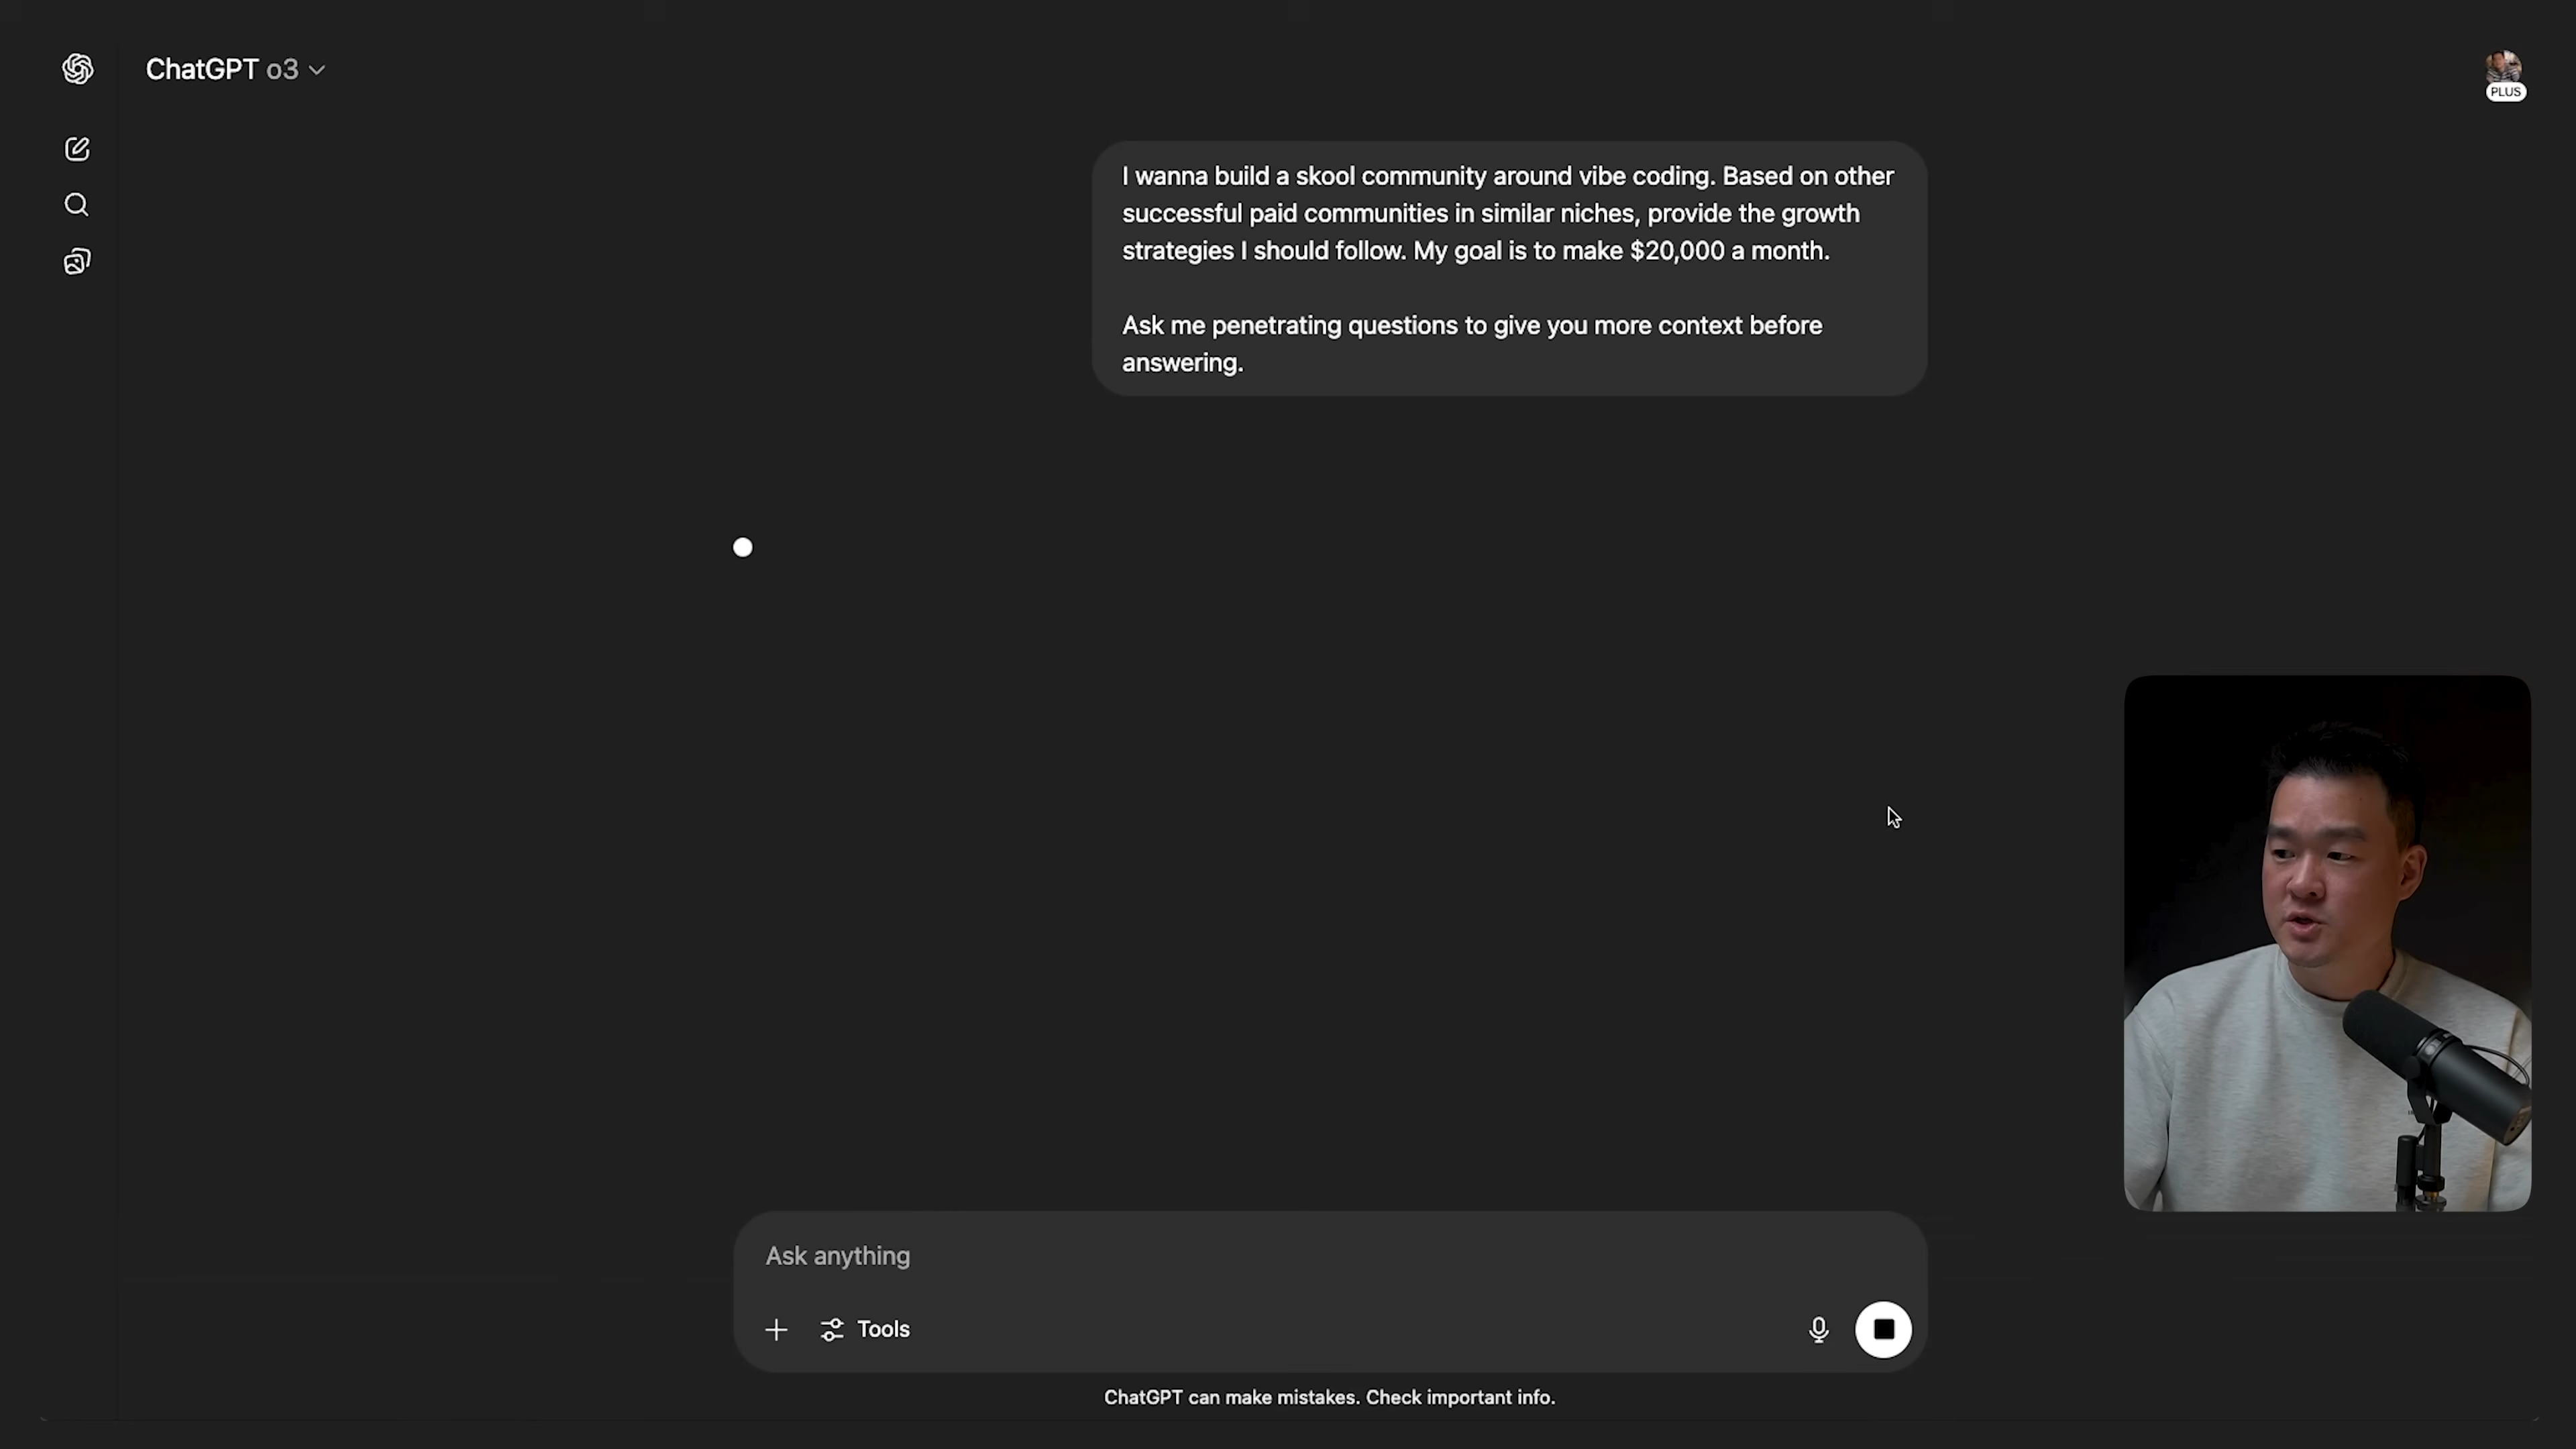 ChatGPT o3
PLUS
I wanna build a skool community around vibe coding. Based on other
successful paid communities in similar niches, provide the growth
strategies I should follow. My goal is to make $20,000 a month.
Ask me penetrating questions to give you more context before
answering.
Ask anything
Tools
ChatGPT can make mistakes. Check important info.